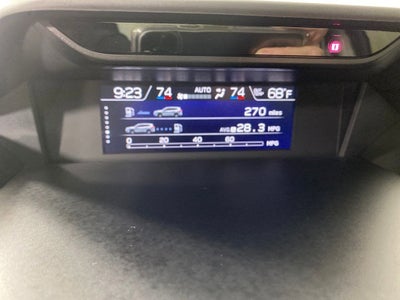 9:23 74 AUTO 74 68°F
270 miles
AVG 28.3 MPG
0 20 40 60 MPG